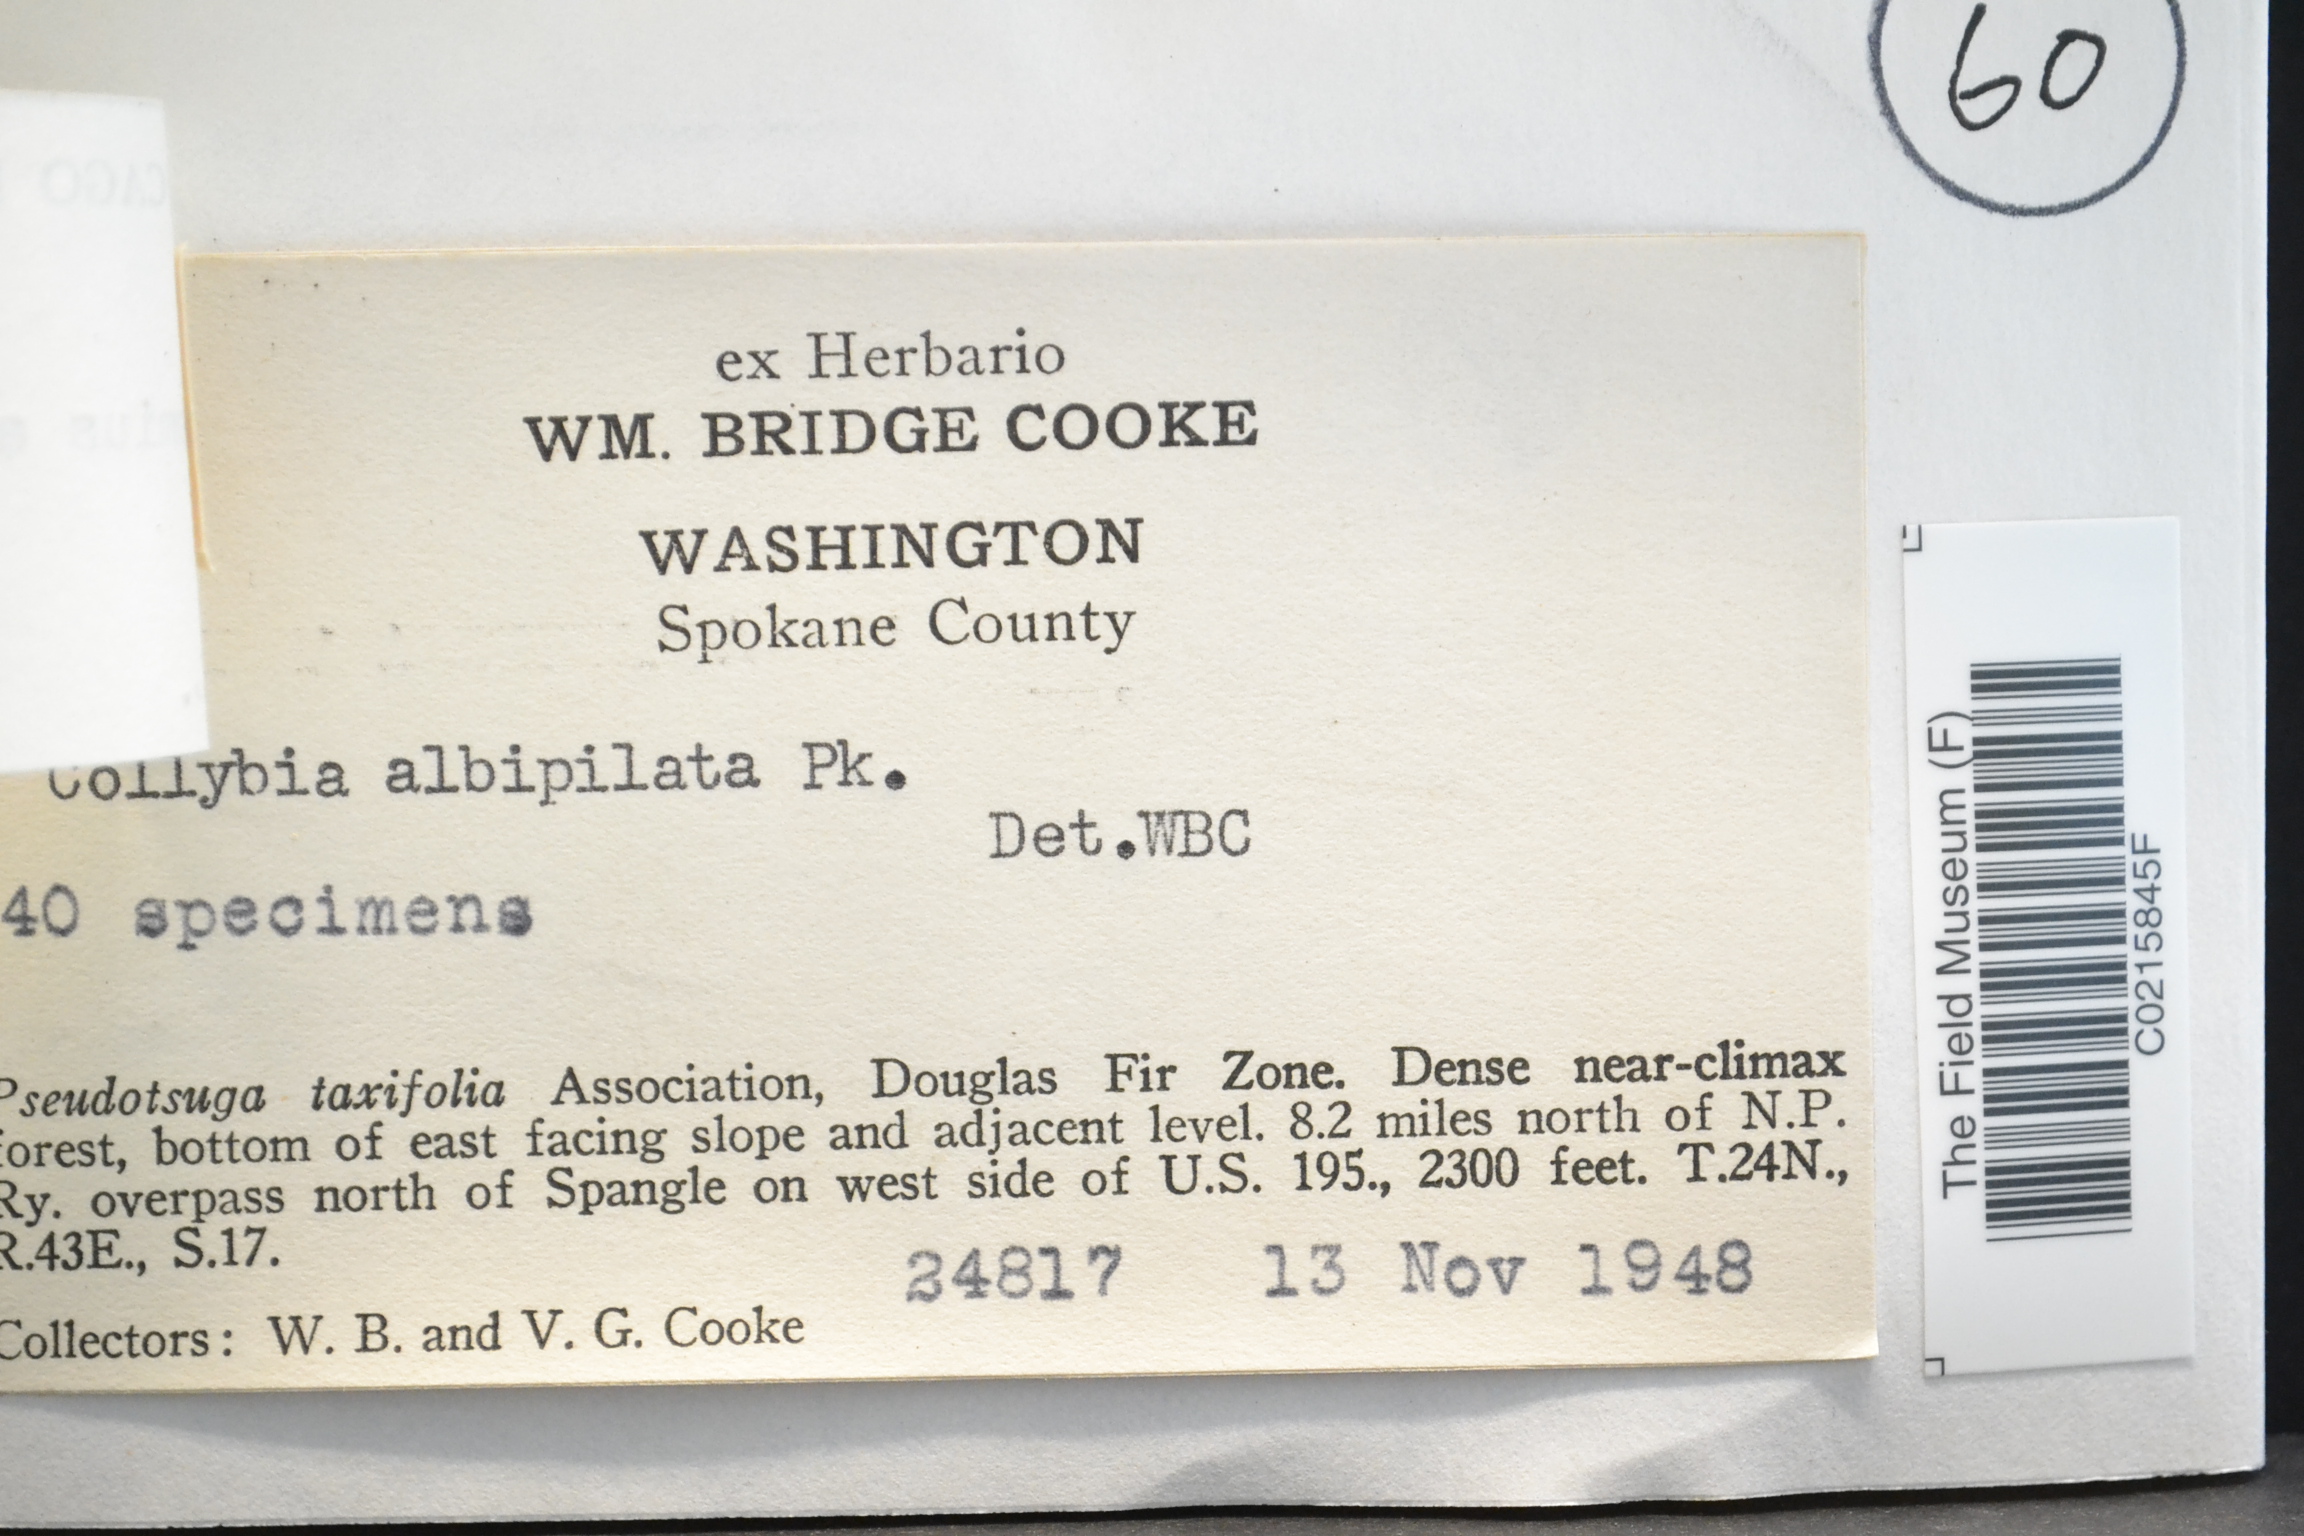 60
ex Herbario
WM. BRIDGE COOKE
WASHINGTON
Spokane County
Collybia albipilata Pk.
Det.WBC
40 specimens
Pseudotsuga taxifolia Association, Douglas Fir Zone. Dense near-climax
forest, bottom of east facing slope and adjacent level. 8.2 miles north of N.P.
Ry. overpass north of Spangle on west side of U.S. 195., 2300 feet. T.24N.,
R.43E., S.17.
24817 13 Nov 1948
Collectors: W. B. and V. G. Cooke
The Field Museum (F)
C0215845F